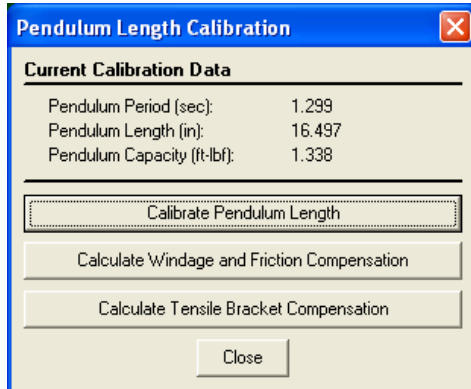 Pendulum Length Calibration
Current Calibration Data
Pendulum Period (sec): 1.299
Pendulum Length (in): 16.497
Pendulum Capacity (ft-lbf): 1.338
Calibrate Pendulum Length
Calculate Windage and Friction Compensation
Calculate Tensile Bracket Compensation
Close